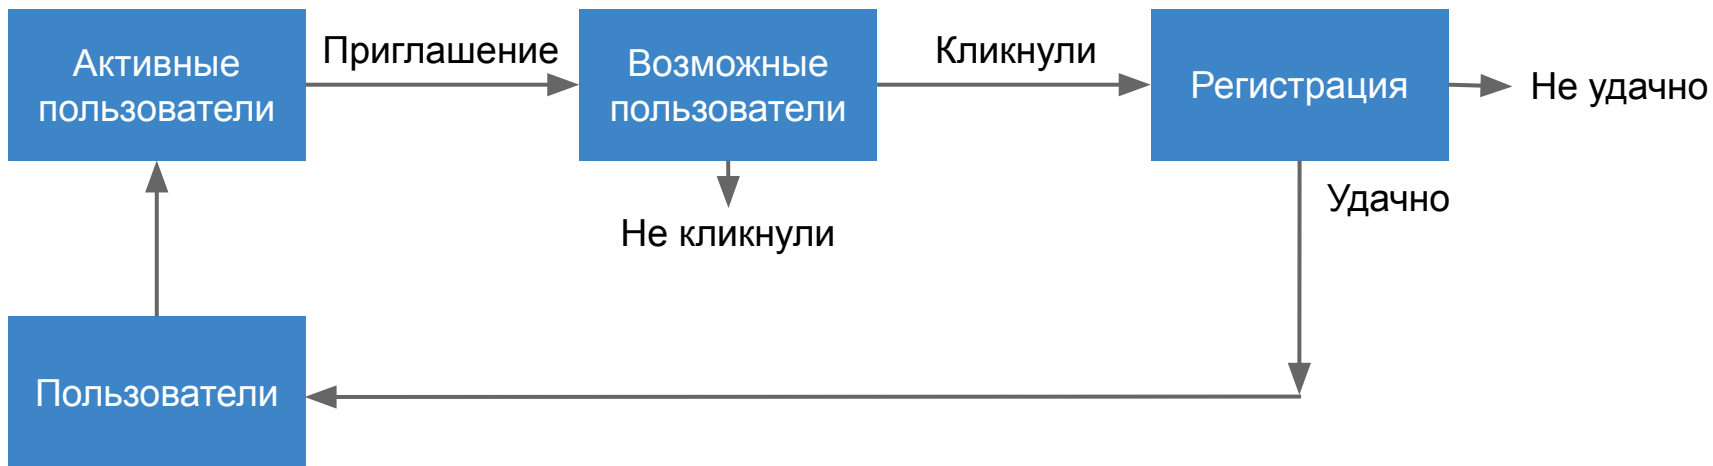 Активные
пользователи
Приглашение
Возможные
пользователи
Кликнули
Регистрация
Не удачно
Не кликнули
Удачно
Пользователи